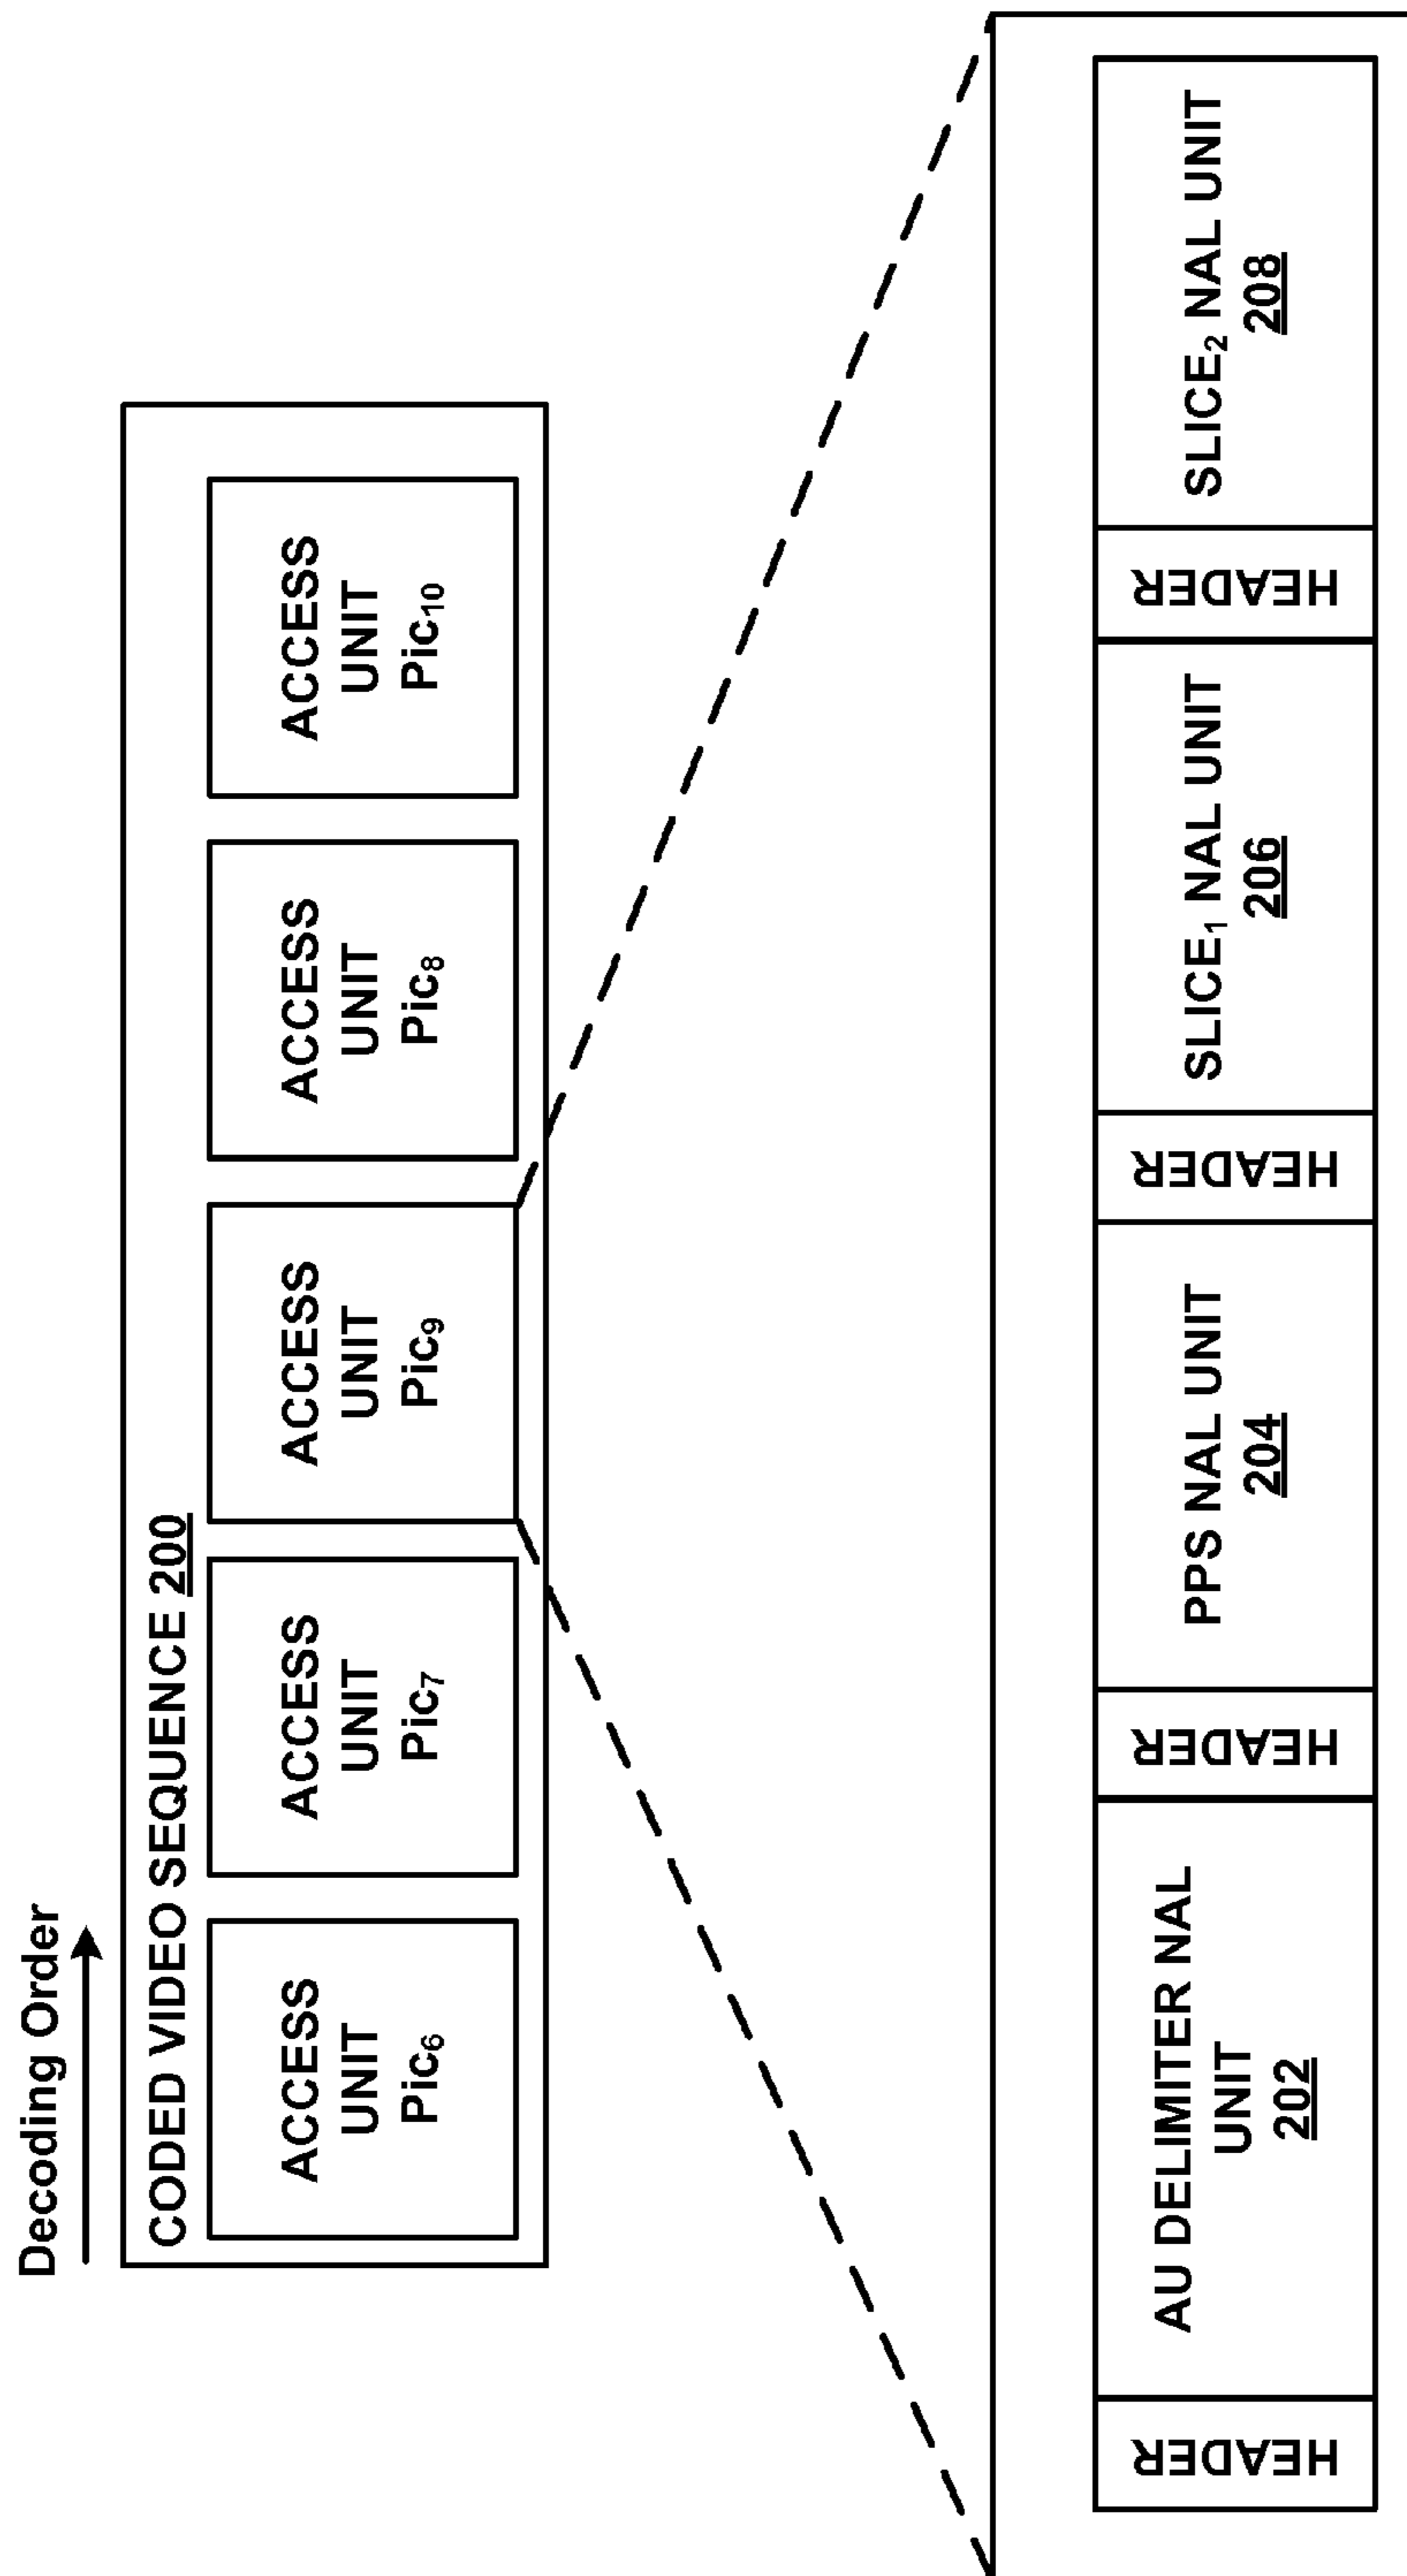 Decoding Order
CODED VIDEO SEQUENCE 200
ACCESS
UNIT
Pic₆
ACCESS
UNIT
Pic₇
ACCESS
UNIT
Pic₉
ACCESS
UNIT
Pic₈
ACCESS
UNIT
Pic₁₀
HEADER
AU DELIMITER NAL
UNIT
202
HEADER
PPS NAL UNIT
204
HEADER
SLICE₁ NAL UNIT
206
HEADER
SLICE₂ NAL UNIT
208